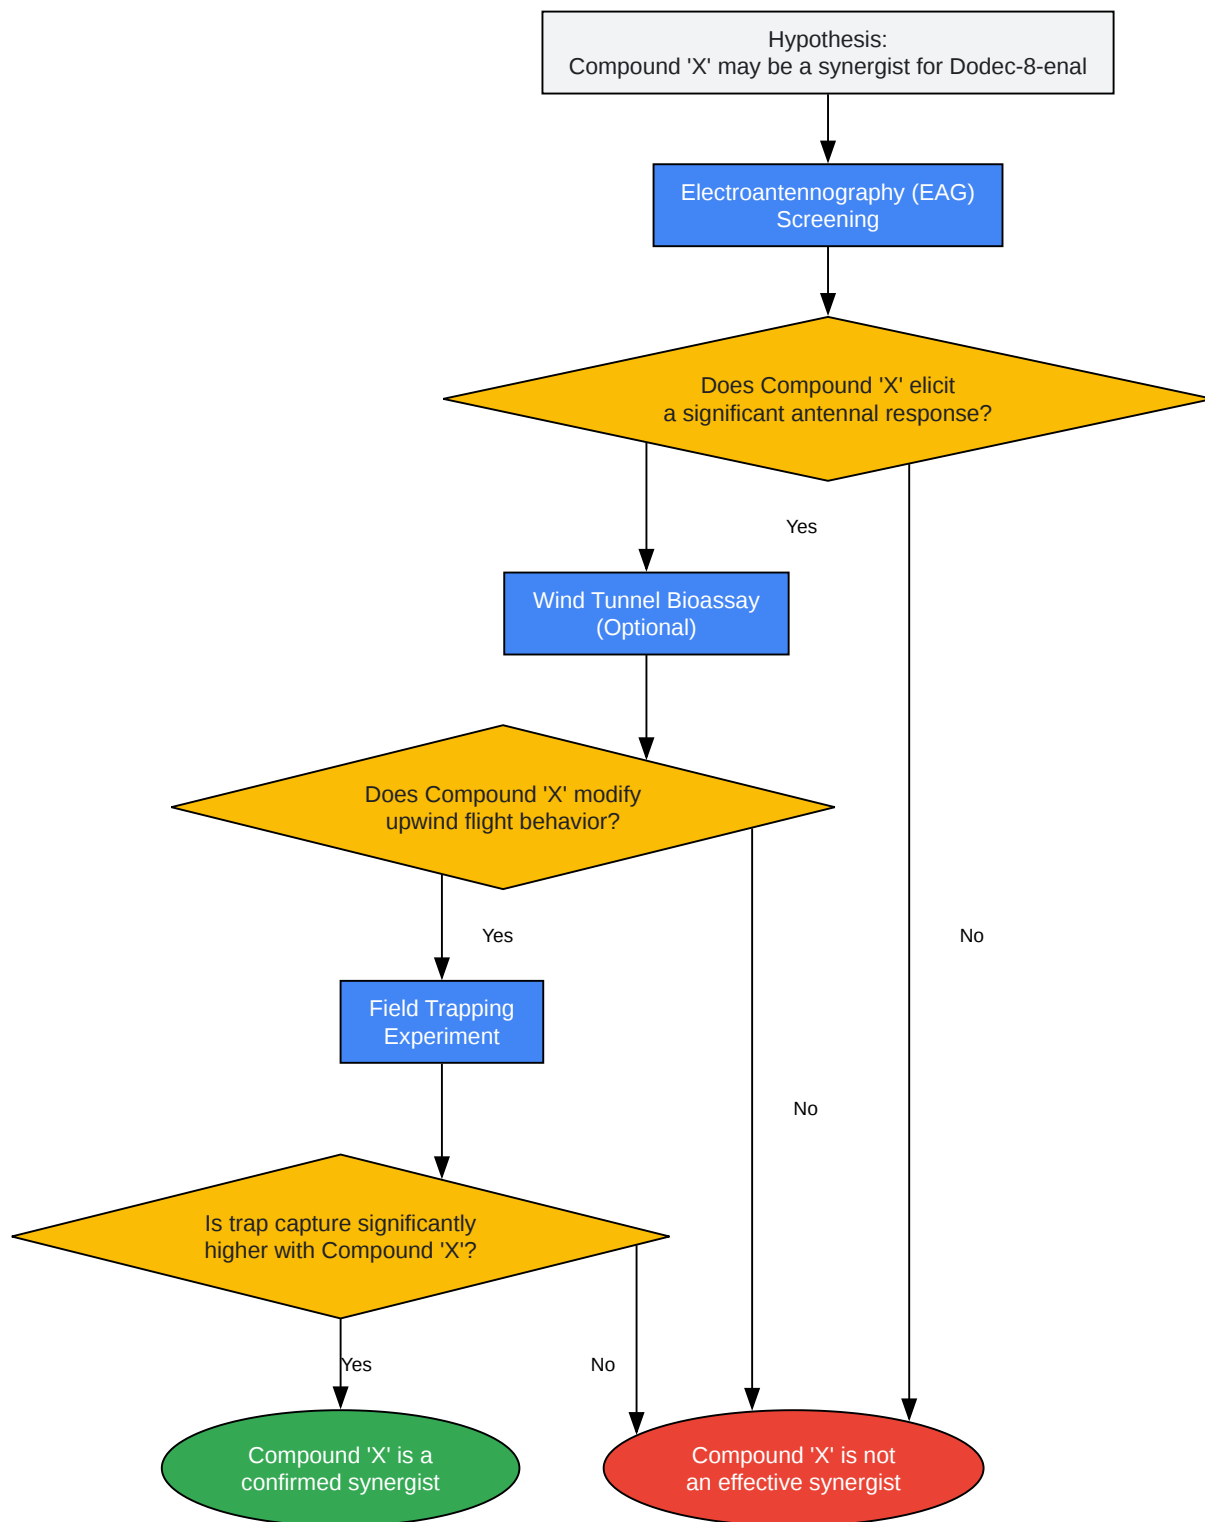 Hypothesis:
Compound 'X' may be a synergist for Dodec-8-enal
Electroantennography (EAG)
Screening
Does Compound 'X' elicit
a significant antennal response?
Yes
Wind Tunnel Bioassay
(Optional)
Does Compound 'X' modify
upwind flight behavior?
Yes
No
Field Trapping
Experiment
No
Is trap capture significantly
higher with Compound 'X'?
Yes
No
Compound 'X' is a
confirmed synergist
Compound 'X' is not
an effective synergist